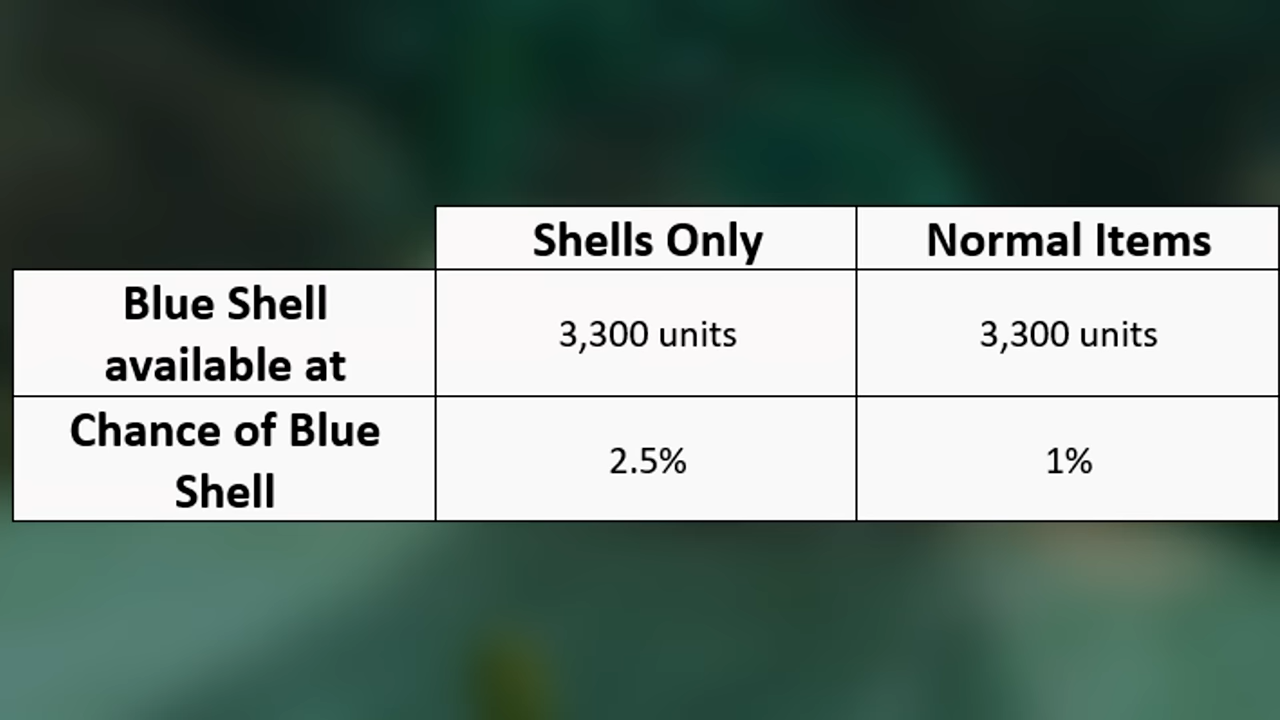 Shells Only
Normal Items
Blue Shell
available at
3,300 units
3,300 units
Chance of Blue
Shell
2.5%
1%